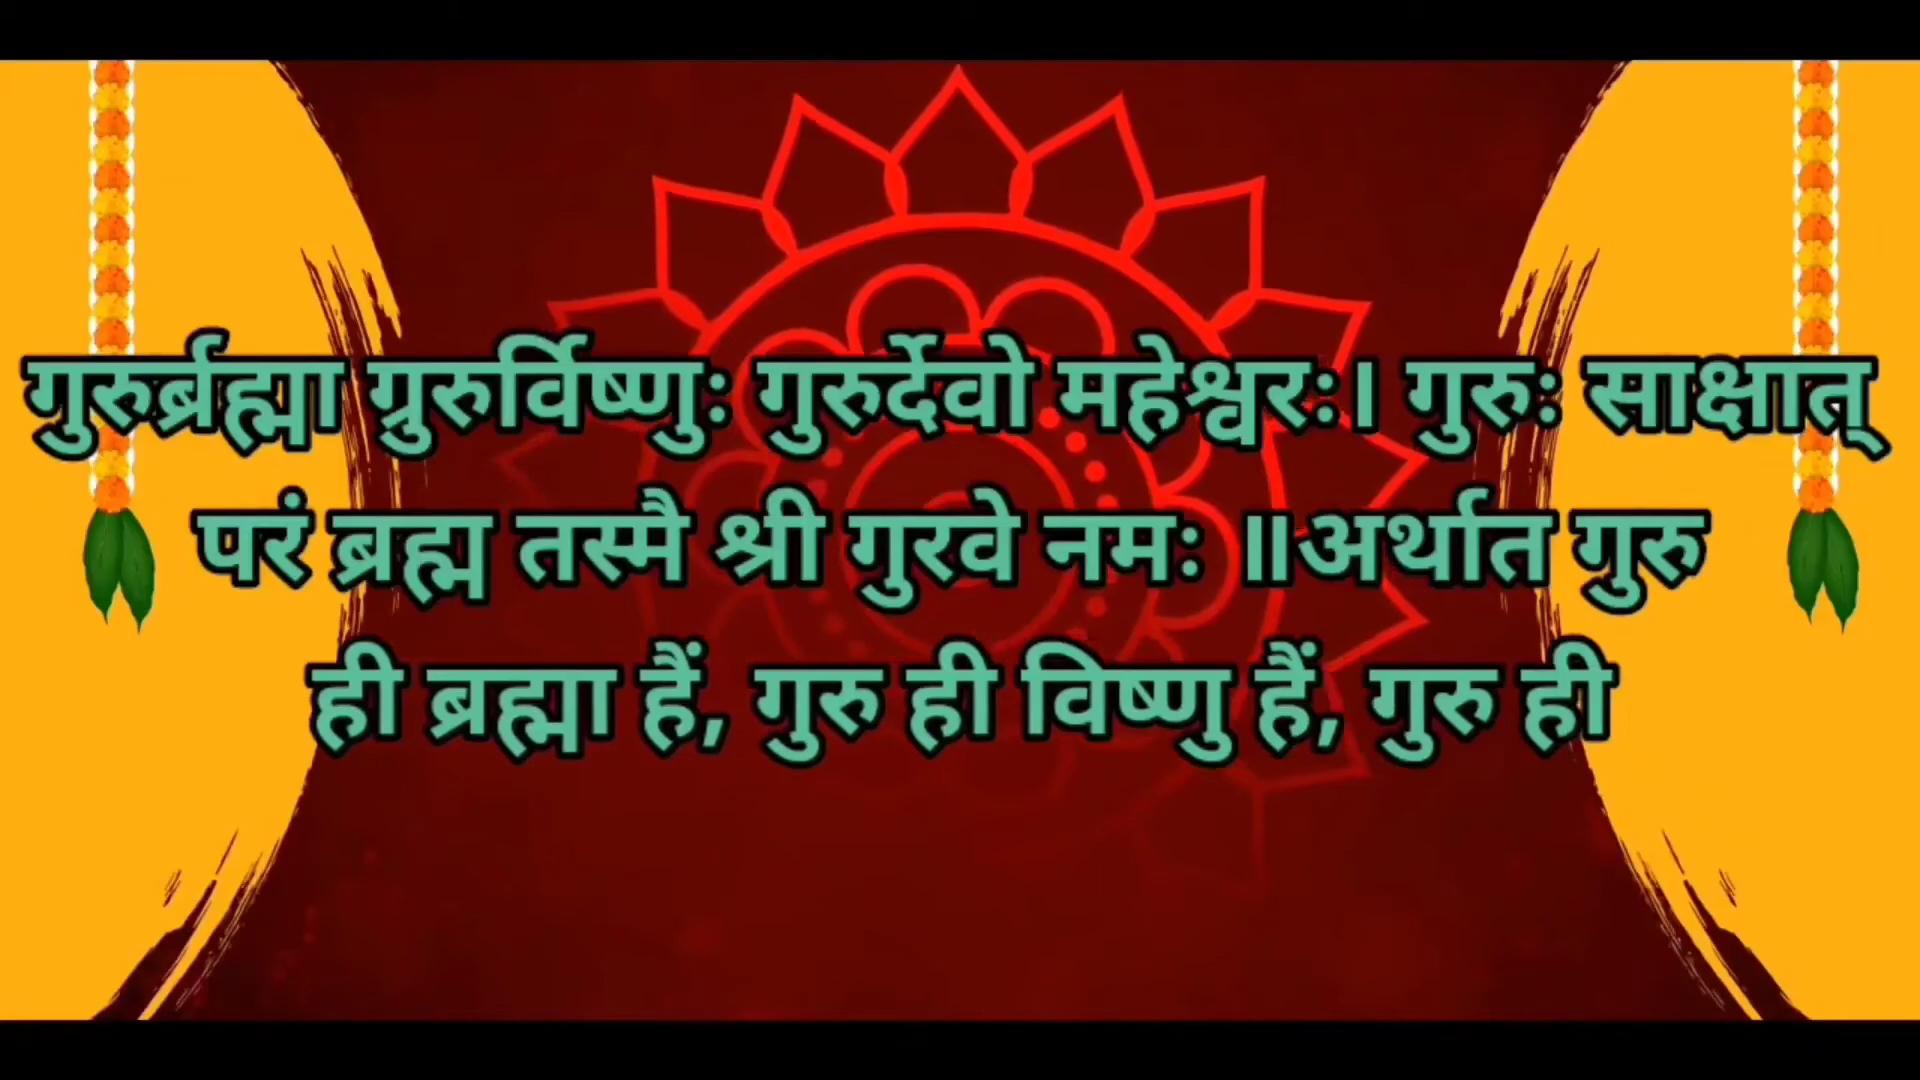 गुरुर्ब्रह्मा ग्रुरुर्विष्णुः गुरुर्देवो महेश्वरः। गुरुः साक्षात्
परं ब्रह्म तस्मै श्री गुरवे नमः ॥अर्थात गुरु
ही ब्रह्मा हैं, गुरु ही विष्णु हैं, गुरु ही